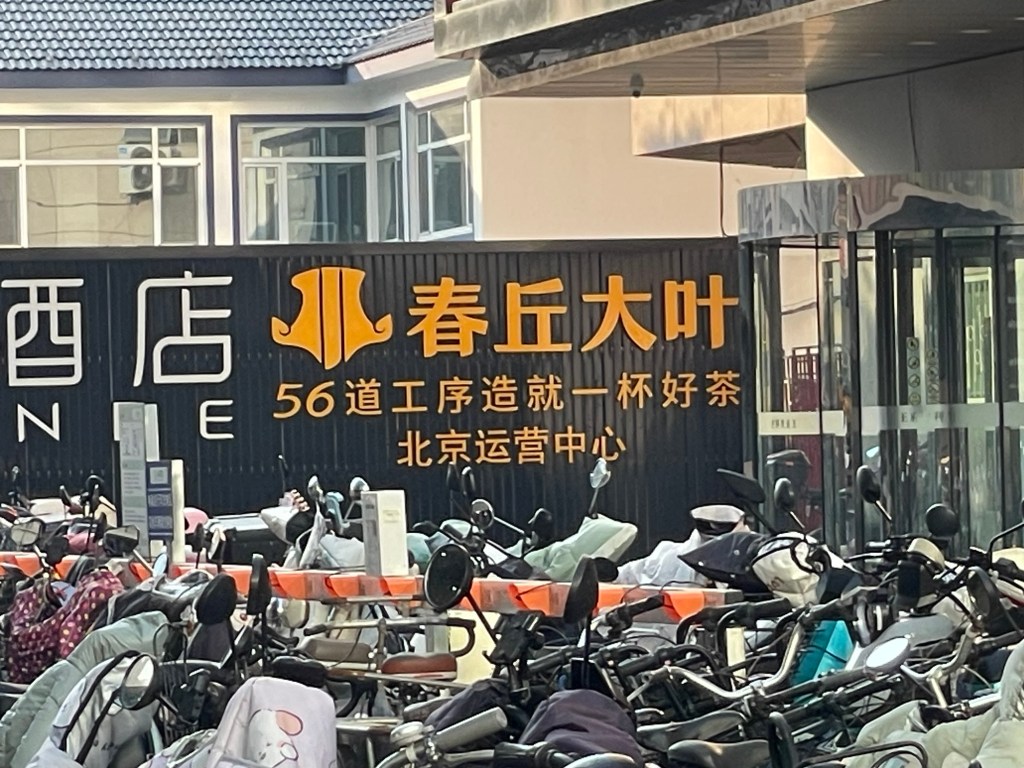 酒店
N E
春丘大叶
56道工序造就一杯好茶
北京运营中心